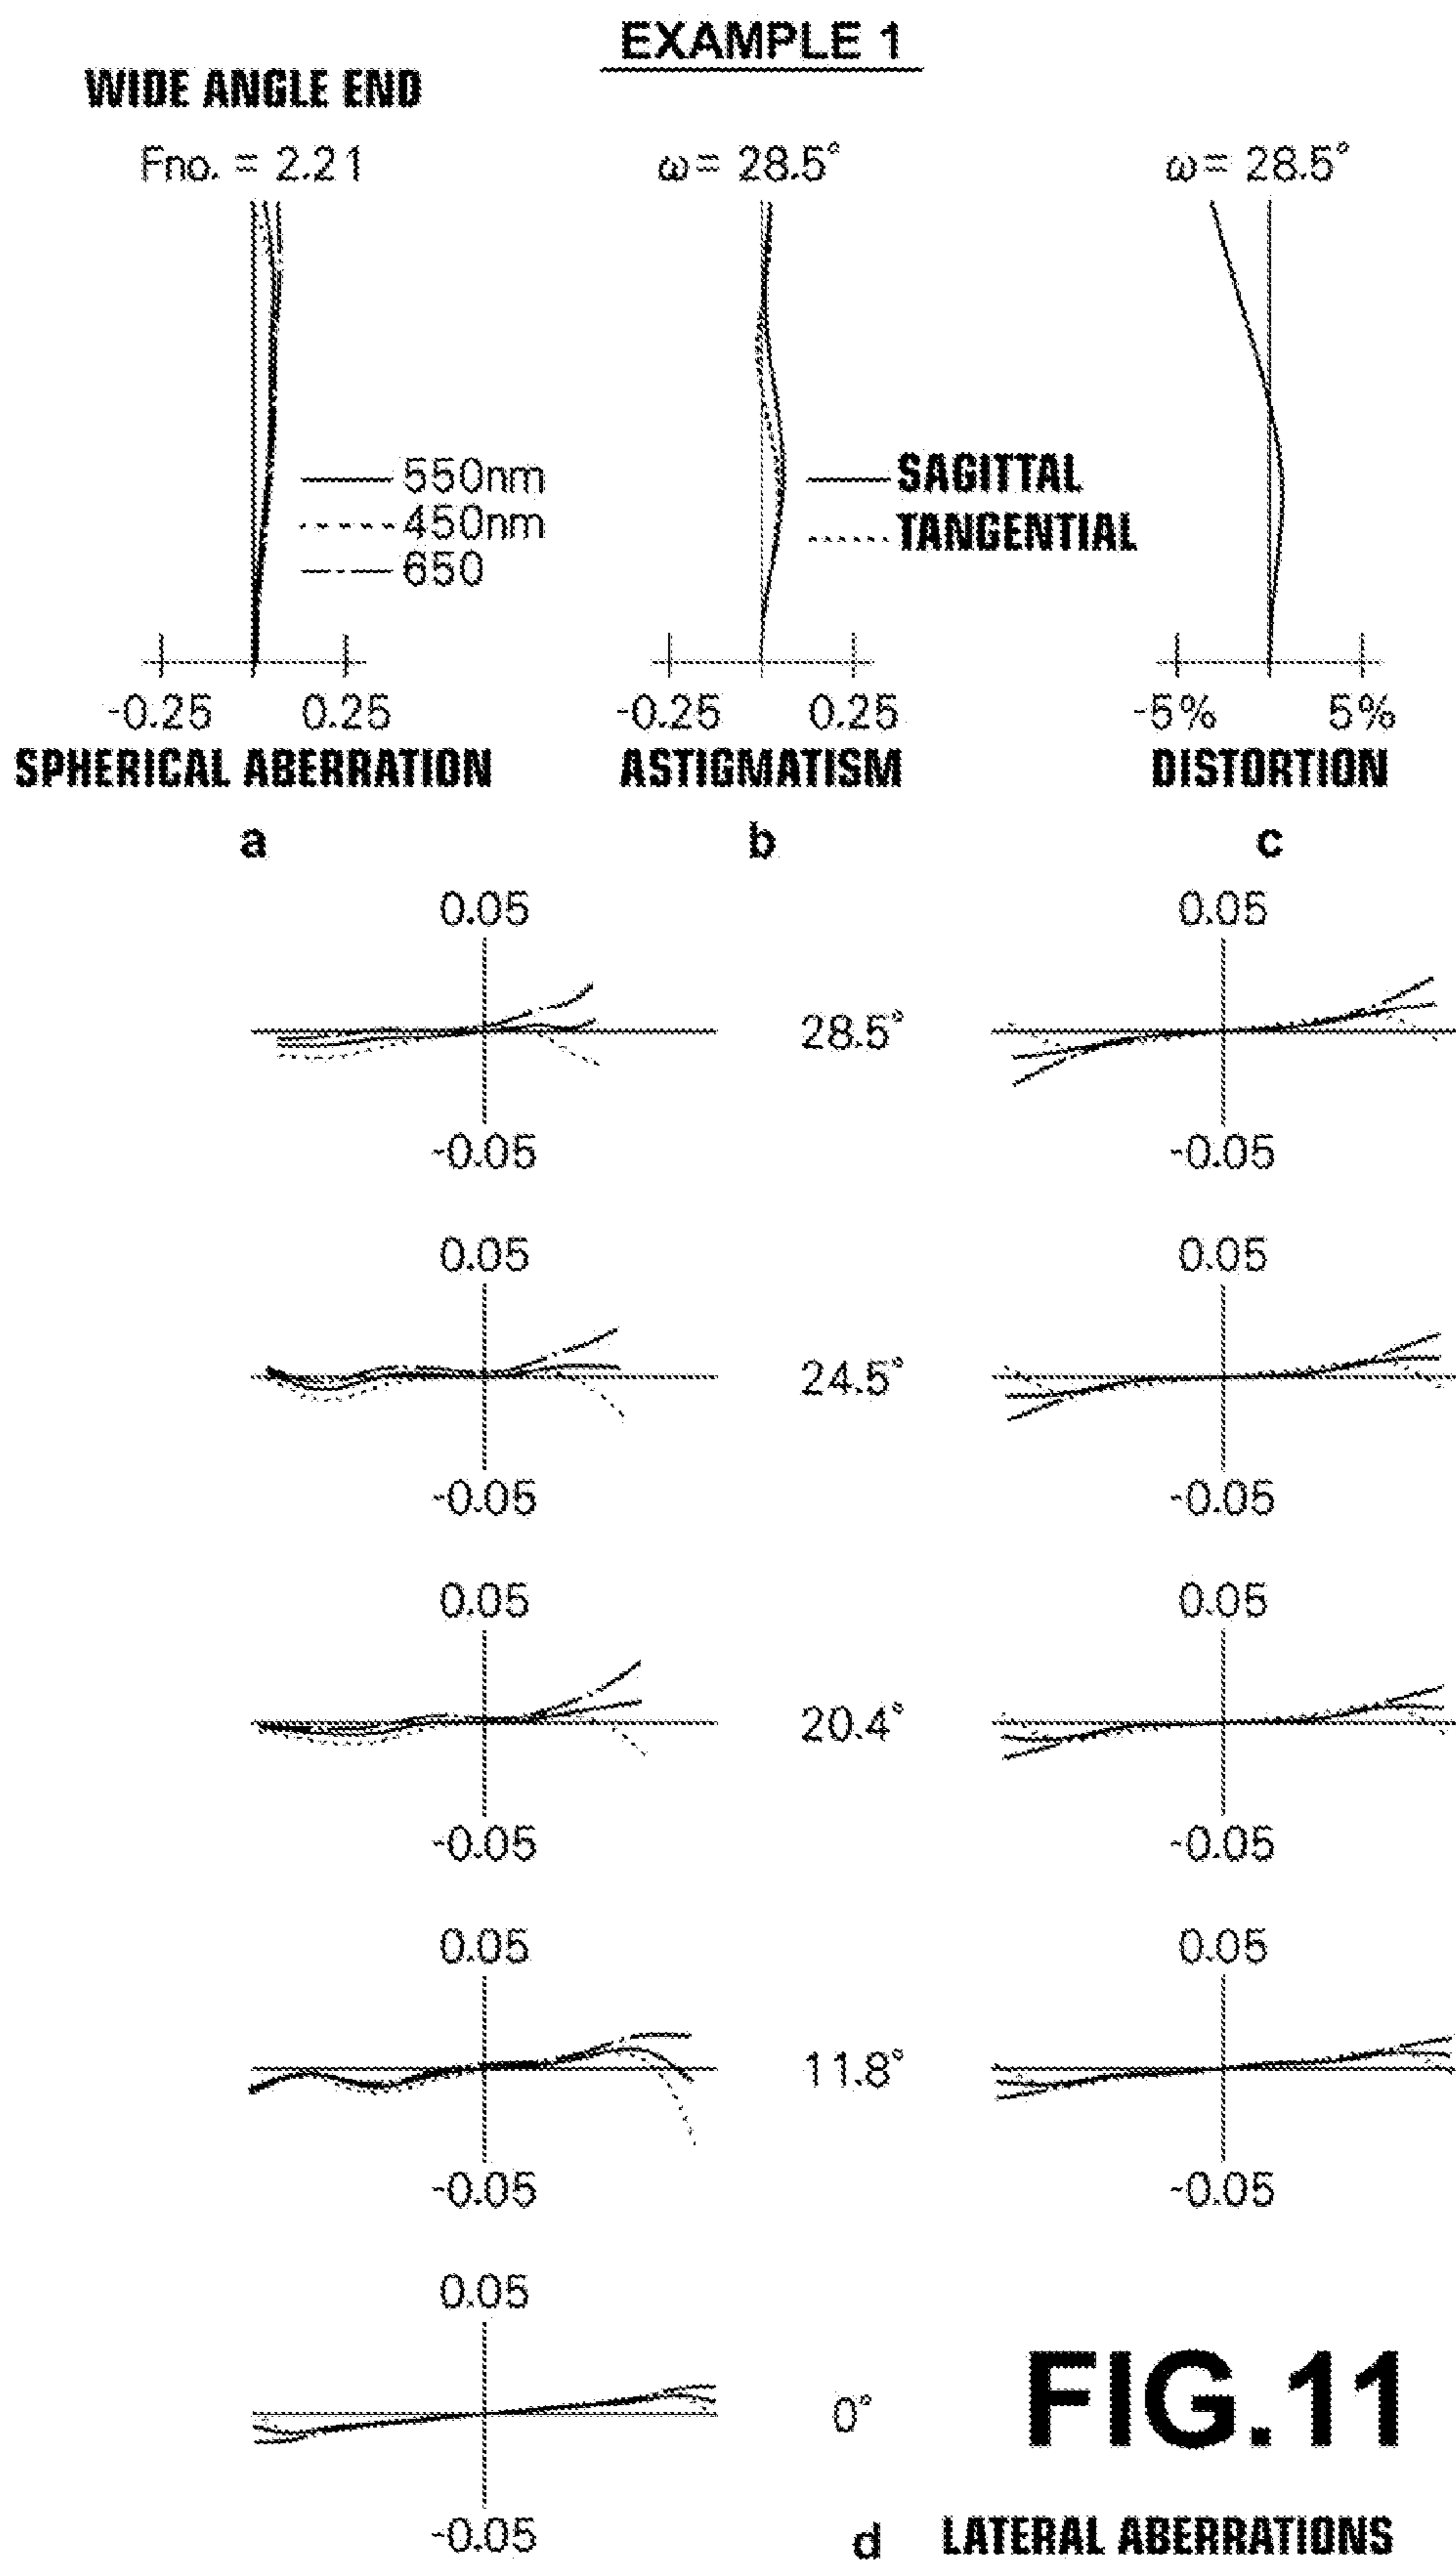 EXAMPLE 1
WIDE ANGLE END
Fno. = 2.21
ω= 28.5°
ω= 28.5°
550nm
450nm
650
SAGITTAL
TANGENTIAL
-0.25 0.25
-0.25 0.25
-5% 5%
SPHERICAL ABERRATION
ASTIGMATISM
DISTORTION
a
b
c
0.05
0.05
28.5°
-0.05
-0.05
0.05
0.05
24.5°
-0.05
-0.05
0.05
0.05
20.4°
-0.05
-0.05
0.05
0.05
11.8°
-0.05
-0.05
0.05
0°
FIG.11
-0.05
d LATERAL ABERRATIONS